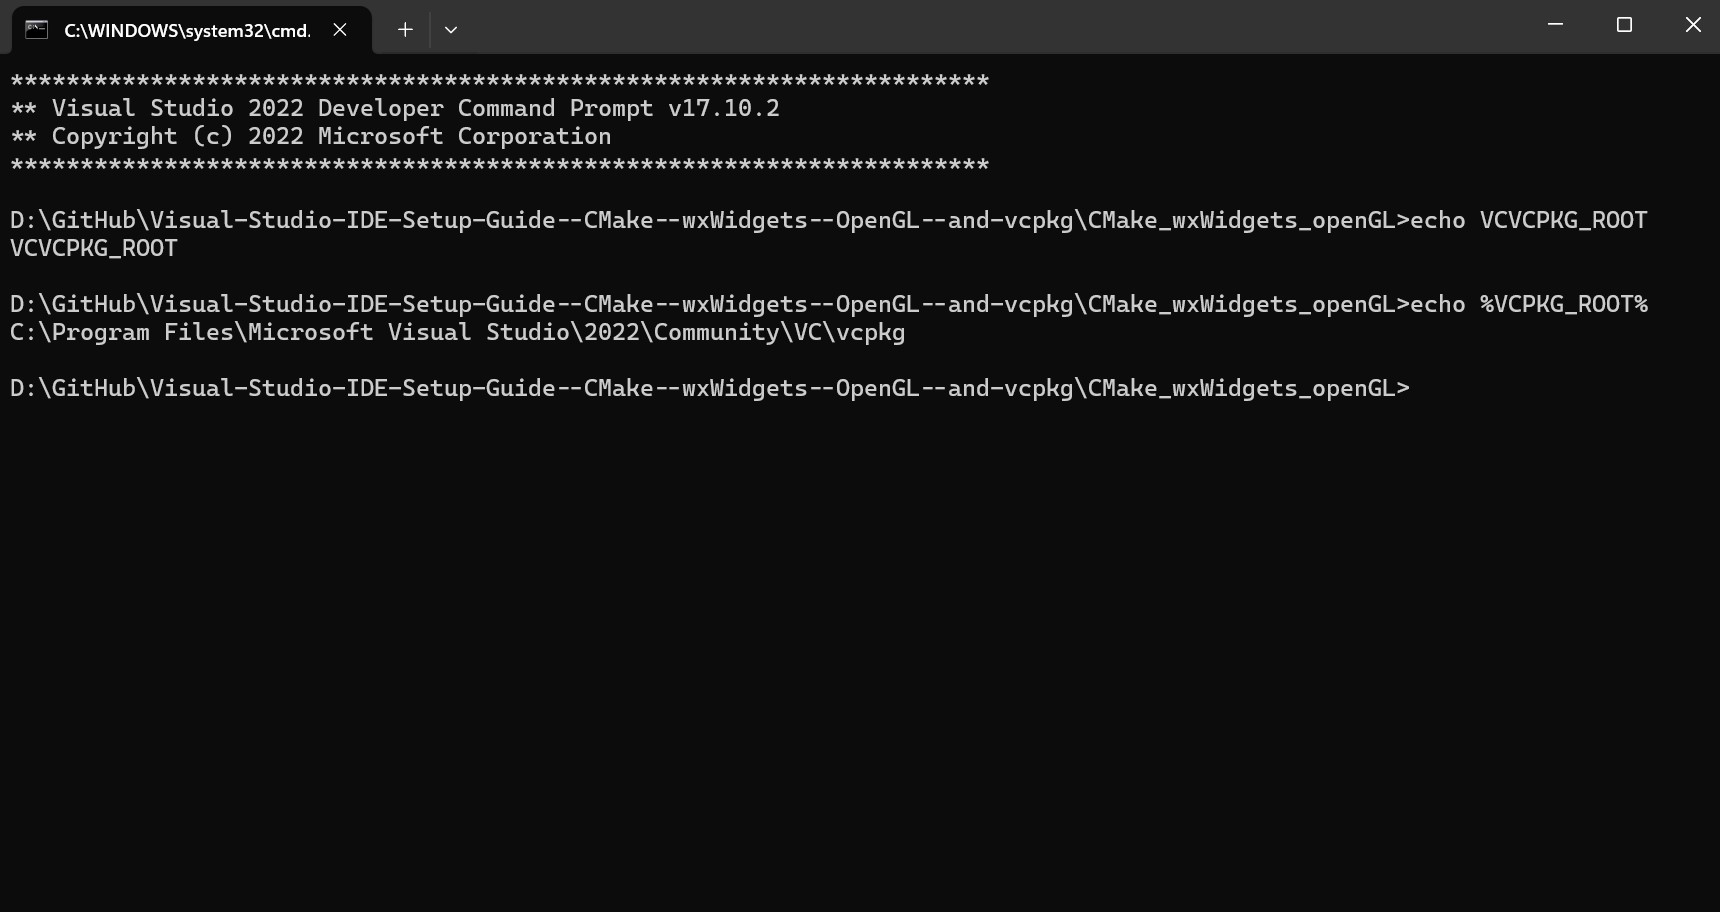 C:\WINDOWS\system32\cmd.
**********************************************************************
** Visual Studio 2022 Developer Command Prompt v17.10.2
** Copyright (c) 2022 Microsoft Corporation
**********************************************************************
D:\GitHub\Visual-Studio-IDE-Setup-Guide--CMake--wxWidgets--OpenGL--and-vcpkg\CMake_wxWidgets_openGL>echo VCVCPKG_ROOT
VCVCPKG_ROOT
D:\GitHub\Visual-Studio-IDE-Setup-Guide--CMake--wxWidgets--OpenGL--and-vcpkg\CMake_wxWidgets_openGL>echo %VCPKG_ROOT%
C:\Program Files\Microsoft Visual Studio\2022\Community\VC\vcpkg
D:\GitHub\Visual-Studio-IDE-Setup-Guide--CMake--wxWidgets--OpenGL--and-vcpkg\CMake_wxWidgets_openGL>